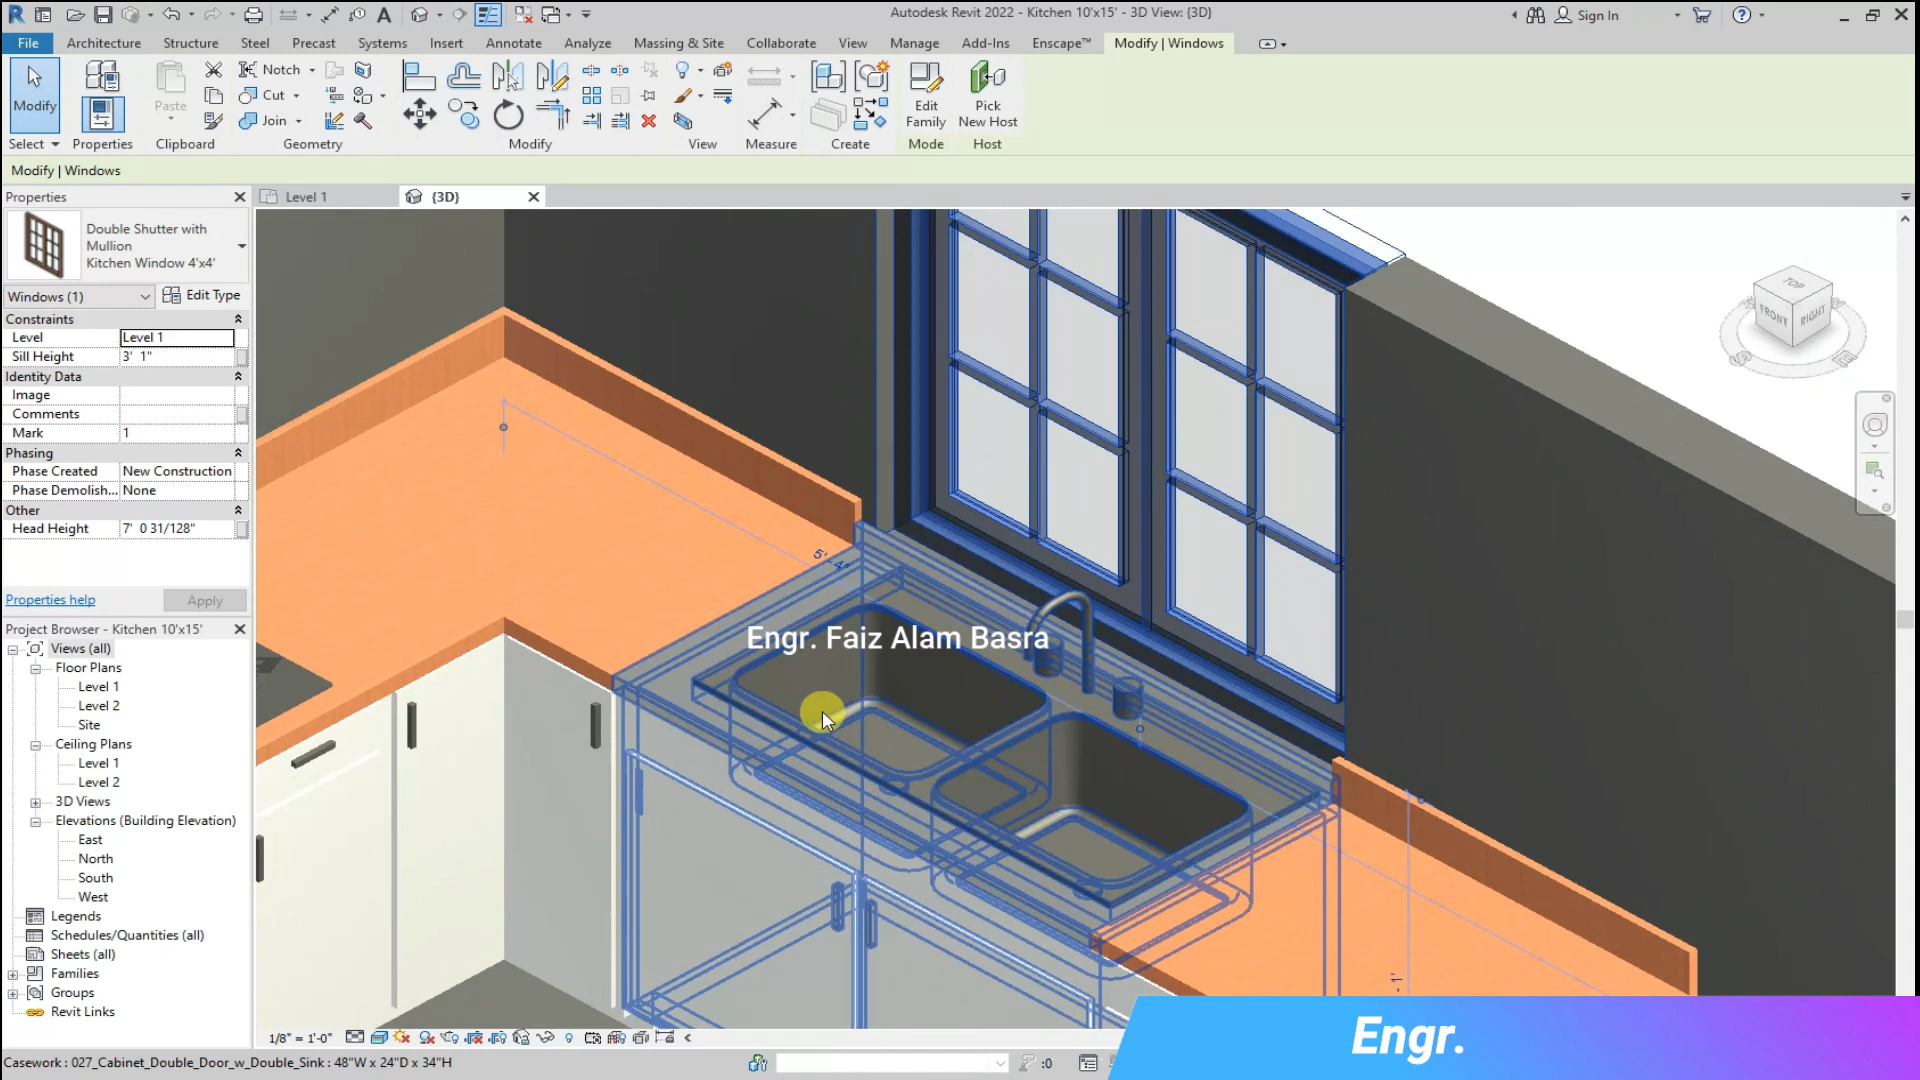 Autodesk Revit 2022 - Kitchen 10'x15' - 3D View: {3D}
Sign In
File Architecture Structure Steel Precast Systems Insert Annotate Analyze Massing & Site Collaborate View Manage Add-Ins Enscape™ Modify | Windows
Modify
Paste
Notch
Cut
Join
Edit Family
Pick New Host
Select Properties Clipboard Geometry Modify View Measure Create Mode Host
Modify | Windows
Properties
Level 1
{3D}
Double Shutter with
Mullion
Kitchen Window 4'x4'
Windows (1)
Edit Type
Constraints
Level Level 1
Sill Height 3' 1"
Identity Data
Image
Comments
Mark 1
Phasing
Phase Created New Construction
Phase Demolish... None
Other
Head Height 7' 0 31/128"
Properties help
Apply
Project Browser - Kitchen 10'x15'
Views (all)
Floor Plans
Level 1
Level 2
Site
Ceiling Plans
Level 1
Level 2
3D Views
Elevations (Building Elevation)
East
North
South
West
Legends
Schedules/Quantities (all)
Sheets (all)
Families
Groups
Revit Links
TOP
FRONT
RIGHT
S
E
5' - 4"
Engr. Faiz Alam Basra
1/8" = 1'-0"
Casework : 027_Cabinet_Double_Door_w_Double_Sink : 48"W x 24"D x 34"H
:0
Engr.